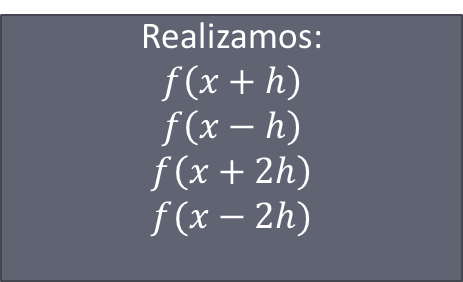 Realizamos:
f(x + h)
f(x − h)
f(x + 2h)
f(x − 2h)